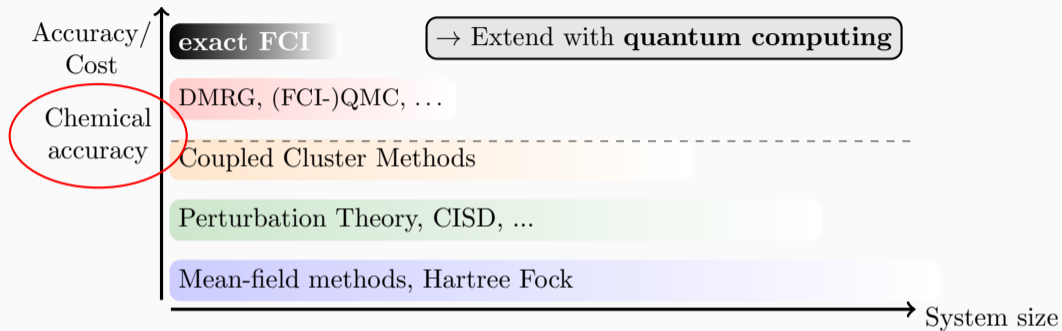 Accuracy/
Cost
exact FCI
→ Extend with quantum computing
DMRG, (FCI-)QMC, ...
Chemical
accuracy
Coupled Cluster Methods
Perturbation Theory, CISD, ...
Mean-field methods, Hartree Fock
System size